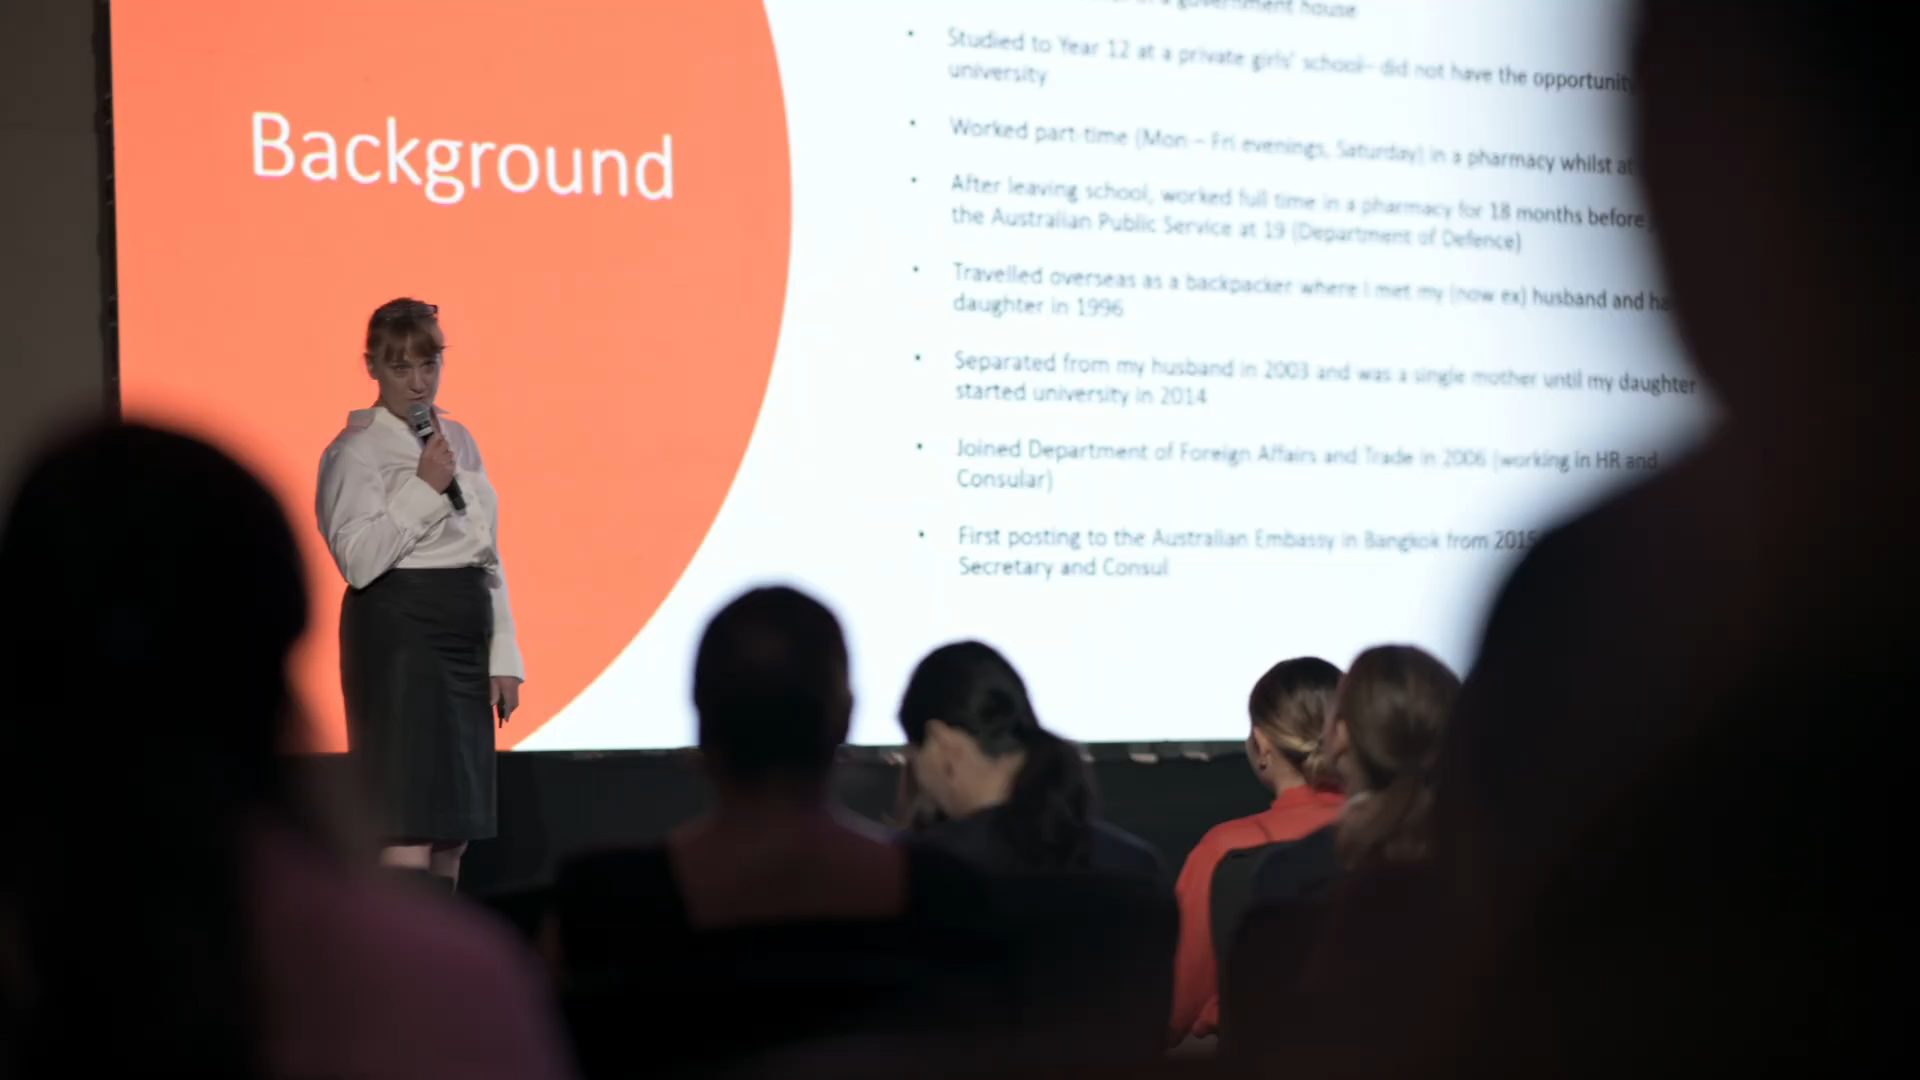 Background
government house
• Studied to Year 12 at a private girls' school– did not have the opportunity
university
• Worked part-time (Mon – Fri evenings, Saturday) in a pharmacy whilst at
• After leaving school, worked full time in a pharmacy for 18 months before
the Australian Public Service at 19 (Department of Defence)
• Travelled overseas as a backpacker where I met my (now ex) husband and
daughter in 1996
• Separated from my husband in 2003 and was a single mother until my daughter
started university in 2014
• Joined Department of Foreign Affairs and Trade in 2006 (working in HR and
Consular)
• First posting to the Australian Embassy in Bangkok from 2015
Secretary and Consul